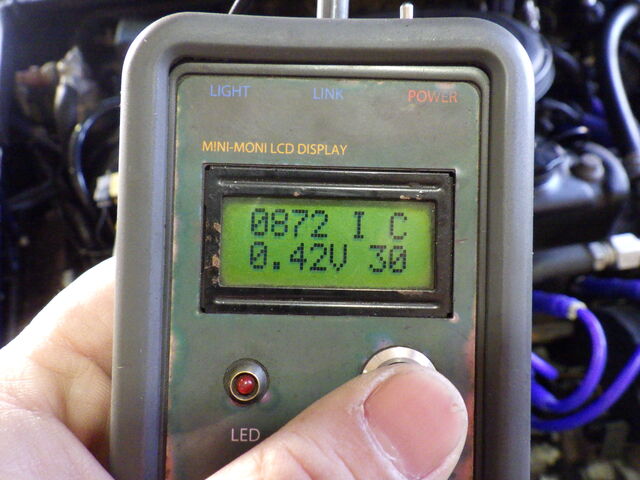 LIGHT LINK POWER
MINI-MONI LCD DISPLAY
0872 I C
0.42V 30
LED